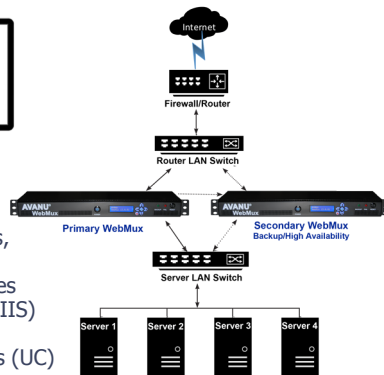 Internet
Firewall/Router
Router LAN Switch
AVANU® WebMux
AVANU® WebMux
Primary WebMux
Secondary WebMux
Backup/High Availability
s,
es
IIS)
s (UC)
Server LAN Switch
Server 1 Server 2 Server 3 Server 4